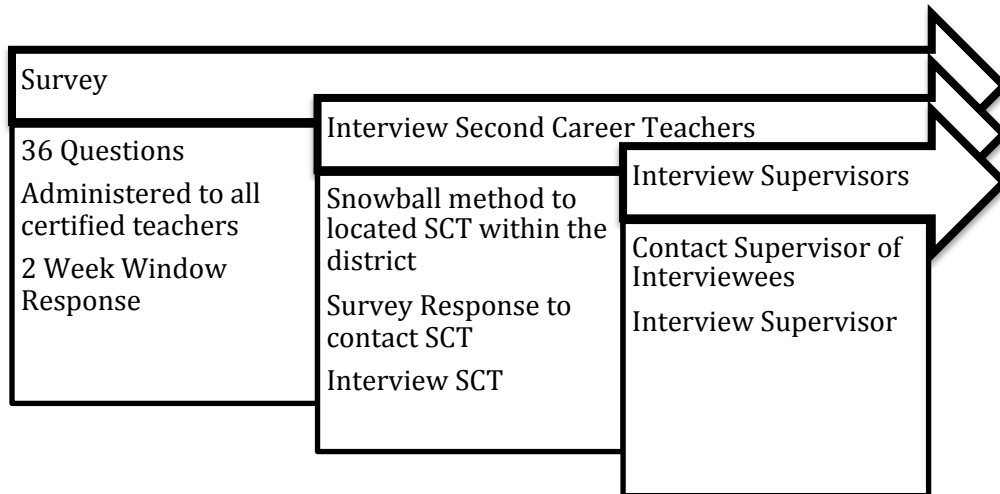 Survey
36 Questions
Administered to all
certified teachers
2 Week Window
Response
Interview Second Career Teachers
Snowball method to
located SCT within the
district
Survey Response to
contact SCT
Interview SCT
Interview Supervisors
Contact Supervisor of
Interviewees
Interview Supervisor